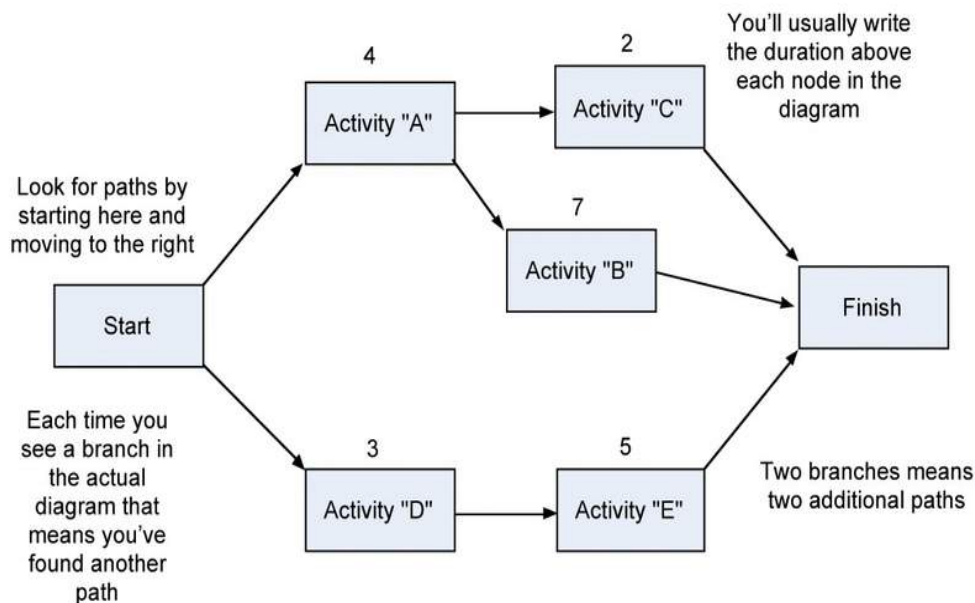 4
2
You'll usually write
the duration above
each node in the
diagram
Activity "A"
Activity "C"
Look for paths by
starting here and
moving to the right
7
Activity "B"
Start
Finish
Each time you
see a branch in
the actual
diagram that
means you've
found another
path
3
5
Activity "D"
Activity "E"
Two branches means
two additional paths